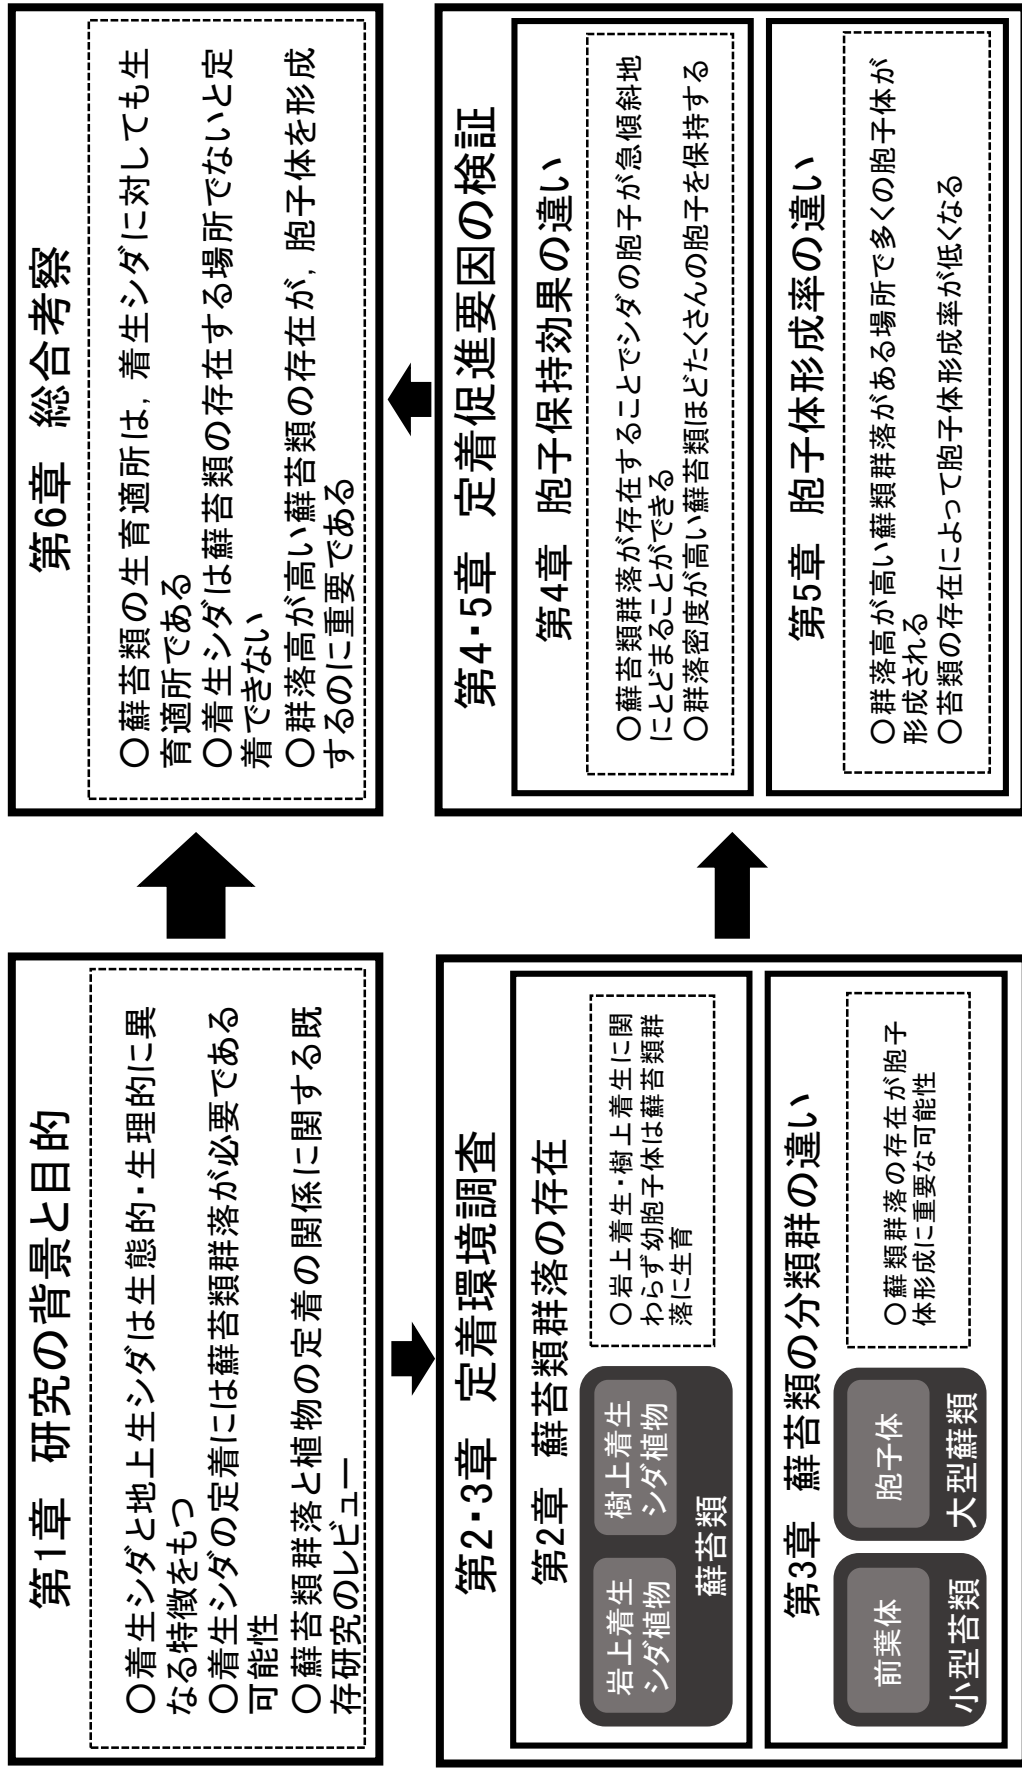 第1章　研究の背景と目的
○着生シダと地上生シダは生態的・生理的に異
なる特徴をもつ
○着生シダの定着には蘚苔類群落が必要である
可能性
○蘚苔類群落と植物の定着の関係に関する既
存研究のレビュー
第2・3章　定着環境調査
第2章　蘚苔類群落の存在
岩上着生
シダ植物
樹上着生
シダ植物
蘚苔類
○岩上着生・樹上着生に関
わらず幼胞子体は蘚苔類群
落に生育
第3章　蘚苔類の分類群の違い
前葉体
小型苔類
胞子体
大型蘚類
○蘚類群落の存在が胞子
体形成に重要な可能性
第4・5章　定着促進要因の検証
第4章　胞子保持効果の違い
○蘚苔類群落が存在することでシダの胞子が急傾斜地
にとどまることができる
○群落密度が高い蘚苔類ほどたくさんの胞子を保持する
第5章　胞子体形成率の違い
○群落高が高い蘚類群落がある場所で多くの胞子体が
形成される
○苔類の存在によって胞子体形成率が低くなる
第6章　総合考察
○蘚苔類の生育適所は，着生シダに対しても生
育適所である
○着生シダは蘚苔類の存在する場所でないと定
着できない
○群落高が高い蘚苔類の存在が，胞子体を形成
するのに重要である